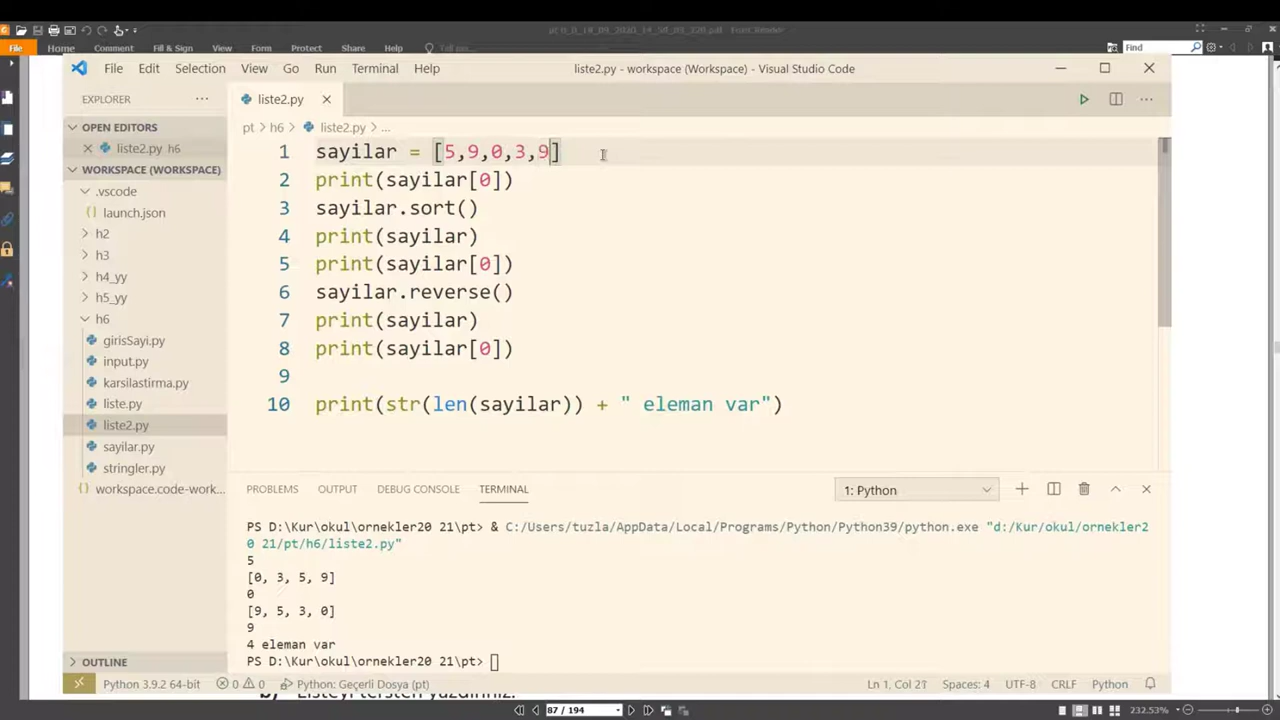 File Home Comment Fill & Sign View Form Protect Share Help Find
File Edit Selection View Go Run Terminal Help liste2.py - workspace (Workspace) - Visual Studio Code
EXPLORER
liste2.py
OPEN EDITORS
liste2.py h6
WORKSPACE (WORKSPACE)
.vscode
launch.json
h2
h3
h4_yy
h5_yy
h6
girisSayi.py
input.py
karsilastirma.py
liste.py
liste2.py
sayilar.py
stringler.py
workspace.code-work...
OUTLINE
pt > h6 > liste2.py > ...
1 sayilar = [5,9,0,3,9]
2 print(sayilar[0])
3 sayilar.sort()
4 print(sayilar)
5 print(sayilar[0])
6 sayilar.reverse()
7 print(sayilar)
8 print(sayilar[0])
9
10 print(str(len(sayilar)) + " eleman var")
PROBLEMS OUTPUT DEBUG CONSOLE TERMINAL 1: Python
PS D:\Kur\okul\ornekler20 21\pt> & C:/Users/tuzla/AppData/Local/Programs/Python/Python39/python.exe "d:/Kur/okul/ornekler2
0 21/pt/h6/liste2.py"
5
[0, 3, 5, 9]
0
[9, 5, 3, 0]
9
4 eleman var
PS D:\Kur\okul\ornekler20 21\pt>
Python 3.9.2 64-bit 0 0 Python: Geçerli Dosya (pt) Ln 1, Col 21 Spaces: 4 UTF-8 CRLF Python
87 / 194 232.53%